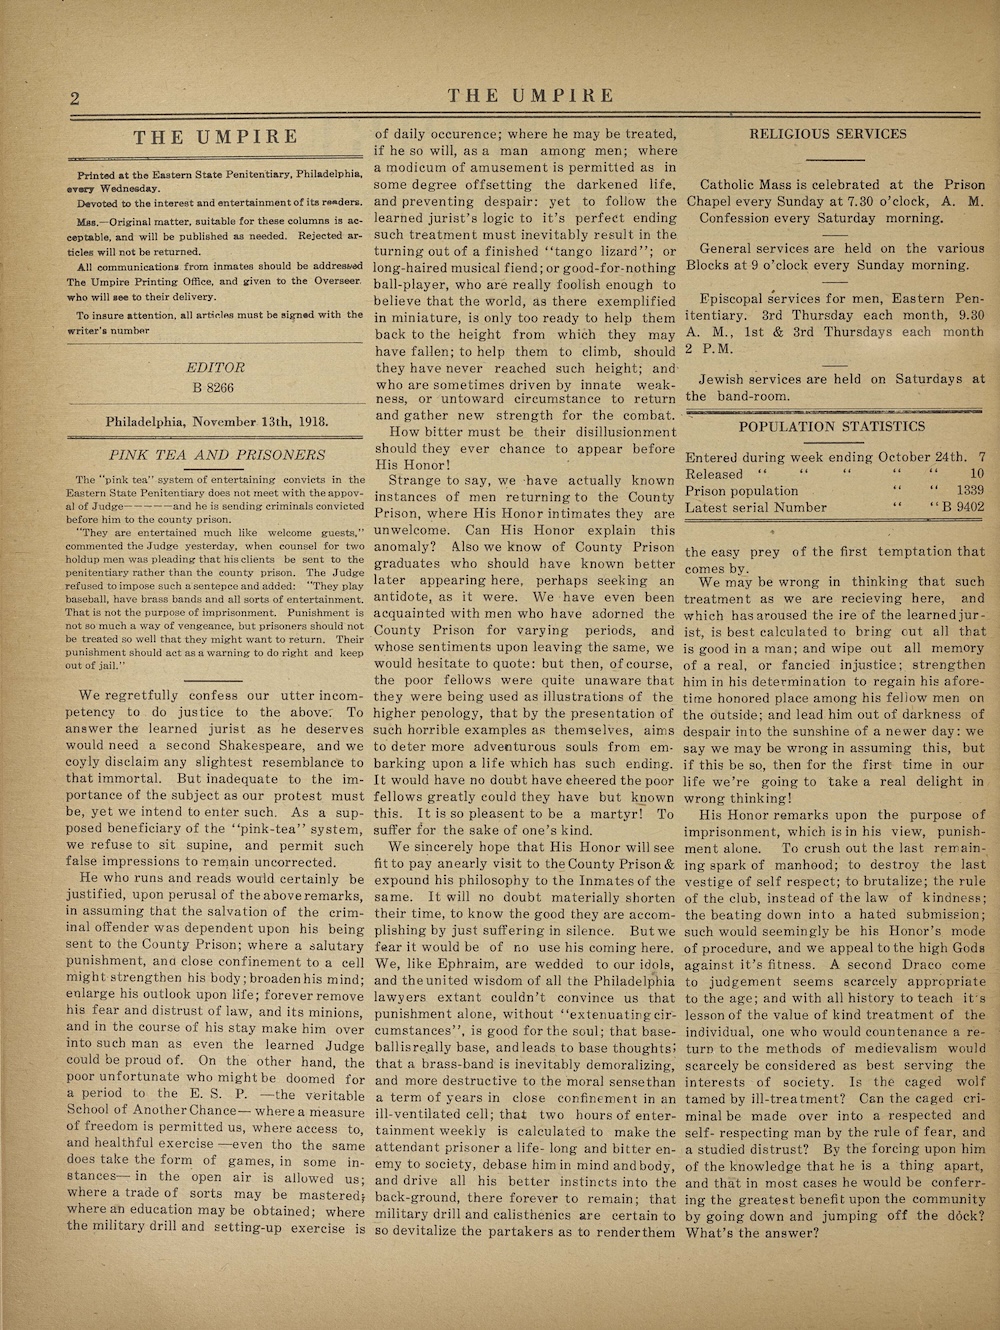 2
THE UMPIRE
THE UMPIRE
Printed at the Eastern State Penitentiary, Philadelphia,
every Wednesday.
Devoted to the interest and entertainment of its readers.
Mss.—Original matter, suitable for these columns is ac-
ceptable, and will be published as needed. Rejected ar-
ticles will not be returned.
All communications from inmates should be addressed
The Umpire Printing Office, and given to the Overseer.
who will see to their delivery.
To insure attention, all articles must be signed with the
writer's number
EDITOR
B 8266
Philadelphia, November 13th, 1918.
PINK TEA AND PRISONERS
The "pink tea" system of entertaining convicts in the
Eastern State Penitentiary does not meet with the appov-
al of Judge—————and he is sending criminals convicted
before him to the county prison.
"They are entertained much like welcome guests,"
commented the Judge yesterday, when counsel for two
holdup men was pleading that his clients be sent to the
penitentiary rather than the county prison. The Judge
refused to impose such a sentepce and added: "They play
baseball, have brass bands and all sorts of entertainment.
That is not the purpose of imprisonment. Punishment is
not so much a way of vengeance, but prisoners should not
be treated so well that they might want to return. Their
punishment should act as a warning to do right and keep
out of jail."
We regretfully confess our utter incom-
petency to do justice to the above. To
answer the learned jurist as he deserves
would need a second Shakespeare, and we
coyly disclaim any slightest resemblance to
that immortal. But inadequate to the im-
portance of the subject as our protest must
be, yet we intend to enter such. As a sup-
posed beneficiary of the "pink-tea" system,
we refuse to sit supine, and permit such
false impressions to remain uncorrected.
He who runs and reads would certainly be
justified, upon perusal of the above remarks,
in assuming that the salvation of the crim-
inal offender was dependent upon his being
sent to the County Prison; where a salutary
punishment, and close confinement to a cell
might strengthen his body; broaden his mind;
enlarge his outlook upon life; forever remove
his fear and distrust of law, and its minions,
and in the course of his stay make him over
into such man as even the learned Judge
could be proud of. On the other hand, the
poor unfortunate who might be doomed for
a period to the E. S. P. —the veritable
School of Another Chance— where a measure
of freedom is permitted us, where access to,
and healthful exercise —even tho the same
does take the form of games, in some in-
stances— in the open air is allowed us;
where a trade of sorts may be mastered;
where an education may be obtained; where
the military drill and setting-up exercise is
of daily occurence; where he may be treated,
if he so will, as a man among men; where
a modicum of amusement is permitted as in
some degree offsetting the darkened life,
and preventing despair: yet to follow the
learned jurist's logic to it's perfect ending
such treatment must inevitably result in the
turning out of a finished "tango lizard"; or
long-haired musical fiend; or good-for-nothing
ball-player, who are really foolish enough to
believe that the world, as there exemplified
in miniature, is only too ready to help them
back to the height from which they may
have fallen; to help them to climb, should
they have never reached such height; and
who are sometimes driven by innate weak-
ness, or untoward circumstance to return
and gather new strength for the combat.
How bitter must be their disillusionment
should they ever chance to appear before
His Honor!
Strange to say, we have actually known
instances of men returning to the County
Prison, where His Honor intimates they are
unwelcome. Can His Honor explain this
anomaly? Also we know of County Prison
graduates who should have known better
later appearing here, perhaps seeking an
antidote, as it were. We have even been
acquainted with men who have adorned the
County Prison for varying periods, and
whose sentiments upon leaving the same, we
would hesitate to quote: but then, of course,
the poor fellows were quite unaware that
they were being used as illustrations of the
higher penology, that by the presentation of
such horrible examples as themselves, aims
to deter more adventurous souls from em-
barking upon a life which has such ending.
It would have no doubt have cheered the poor
fellows greatly could they have but known
this. It is so pleasent to be a martyr! To
suffer for the sake of one's kind.
We sincerely hope that His Honor will see
fit to pay an early visit to the County Prison &
expound his philosophy to the Inmates of the
same. It will no doubt materially shorten
their time, to know the good they are accom-
plishing by just suffering in silence. But we
fear it would be of no use his coming here.
We, like Ephraim, are wedded to our idols,
and the united wisdom of all the Philadelphia
lawyers extant couldn't convince us that
punishment alone, without "extenuating cir-
cumstances", is good for the soul; that base-
ball is really base, and leads to base thoughts;
that a brass-band is inevitably demoralizing,
and more destructive to the moral sense than
a term of years in close confinement in an
ill-ventilated cell; that two hours of enter-
tainment weekly is calculated to make the
attendant prisoner a life- long and bitter en-
emy to society, debase him in mind and body,
and drive all his better instincts into the
back-ground, there forever to remain; that
military drill and calisthenics are certain to
so devitalize the partakers as to render them
RELIGIOUS SERVICES
Catholic Mass is celebrated at the Prison
Chapel every Sunday at 7.30 o'clock, A. M.
Confession every Saturday morning.
General services are held on the various
Blocks at 9 o'clock every Sunday morning.
Episcopal services for men, Eastern Pen-
itentiary. 3rd Thursday each month, 9.30
A. M., 1st & 3rd Thursdays each month
2 P.M.
Jewish services are held on Saturdays at
the band-room.
POPULATION STATISTICS
Entered during week ending October 24th. 7
Released " " " " " 10
Prison population " " 1339
Latest serial Number " " B 9402
the easy prey of the first temptation that
comes by.
We may be wrong in thinking that such
treatment as we are recieving here, and
which has aroused the ire of the learned jur-
ist, is best calculated to bring out all that
is good in a man; and wipe out all memory
of a real, or fancied injustice; strengthen
him in his determination to regain his afore-
time honored place among his fellow men on
the outside; and lead him out of darkness of
despair into the sunshine of a newer day: we
say we may be wrong in assuming this, but
if this be so, then for the first time in our
life we're going to take a real delight in
wrong thinking!
His Honor remarks upon the purpose of
imprisonment, which is in his view, punish-
ment alone. To crush out the last remain-
ing spark of manhood; to destroy the last
vestige of self respect; to brutalize; the rule
of the club, instead of the law of kindness;
the beating down into a hated submission;
such would seemingly be his Honor's mode
of procedure, and we appeal to the high Gods
against it's fitness. A second Draco come
to judgement seems scarcely appropriate
to the age; and with all history to teach it's
lesson of the value of kind treatment of the
individual, one who would countenance a re-
turn to the methods of medievalism would
scarcely be considered as best serving the
interests of society. Is the caged wolf
tamed by ill-treatment? Can the caged cri-
minal be made over into a respected and
self- respecting man by the rule of fear, and
a studied distrust? By the forcing upon him
of the knowledge that he is a thing apart,
and that in most cases he would be conferr-
ing the greatest benefit upon the community
by going down and jumping off the dock?
What's the answer?